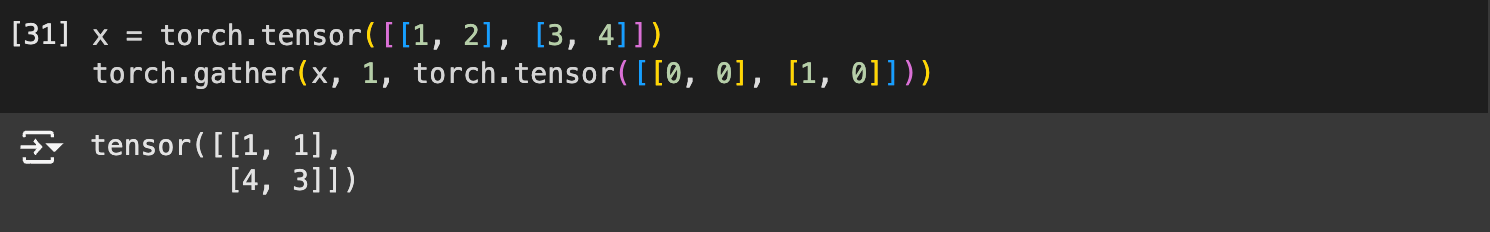 [31] x = torch.tensor([[1, 2], [3, 4]])
torch.gather(x, 1, torch.tensor([[0, 0], [1, 0]]))
tensor([[1, 1],
[4, 3]])